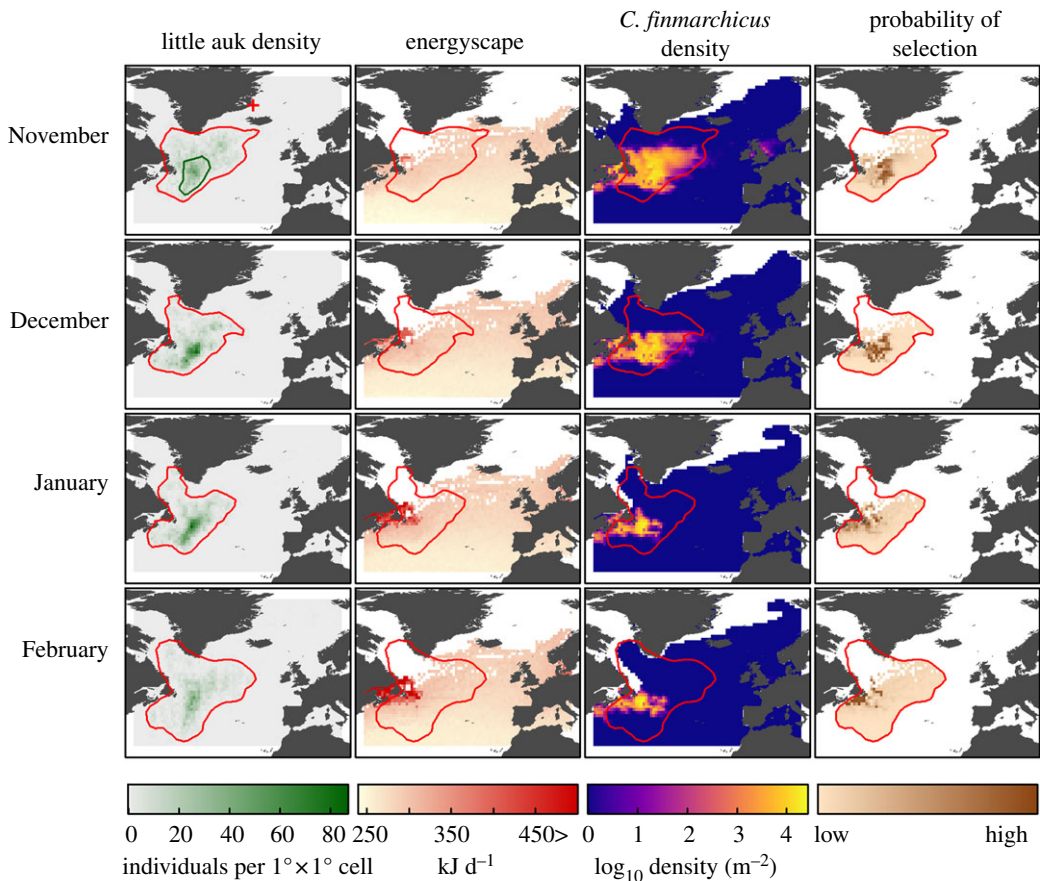 little auk density
energyscape
C. finmarchicus
density
probability of
selection
November
December
January
February
0 20 40 60 80
individuals per 1°×1° cell
250 350 450>
kJ d⁻¹
0 1 2 3 4
log₁₀ density (m⁻²)
low high